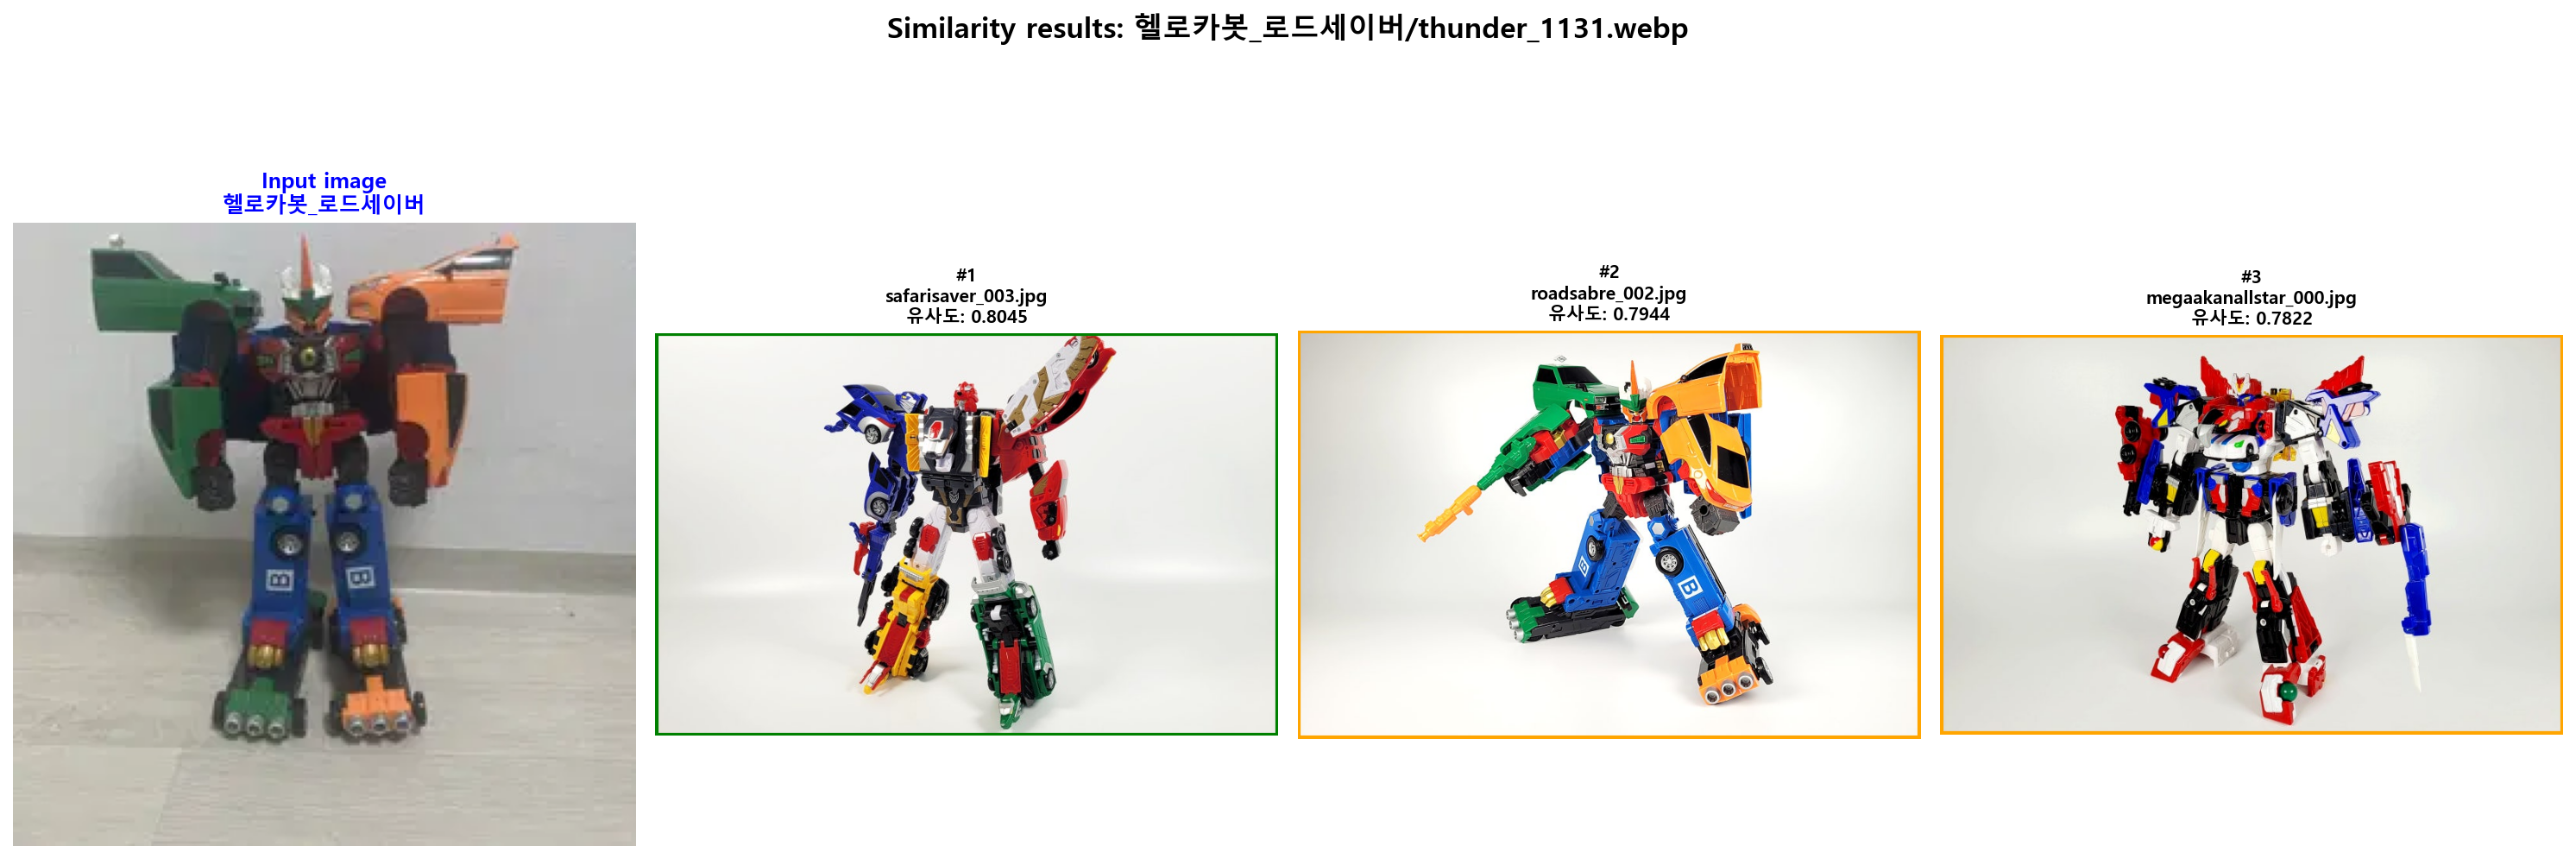 Similarity results: 헬로카봇_로드세이버/thunder_1131.webp
Input image
헬로카봇_로드세이버
#1
safarisaver_003.jpg
유사도: 0.8045
#2
roadsabre_002.jpg
유사도: 0.7944
#3
megaakanallstar_000.jpg
유사도: 0.7822
B
B
B
B